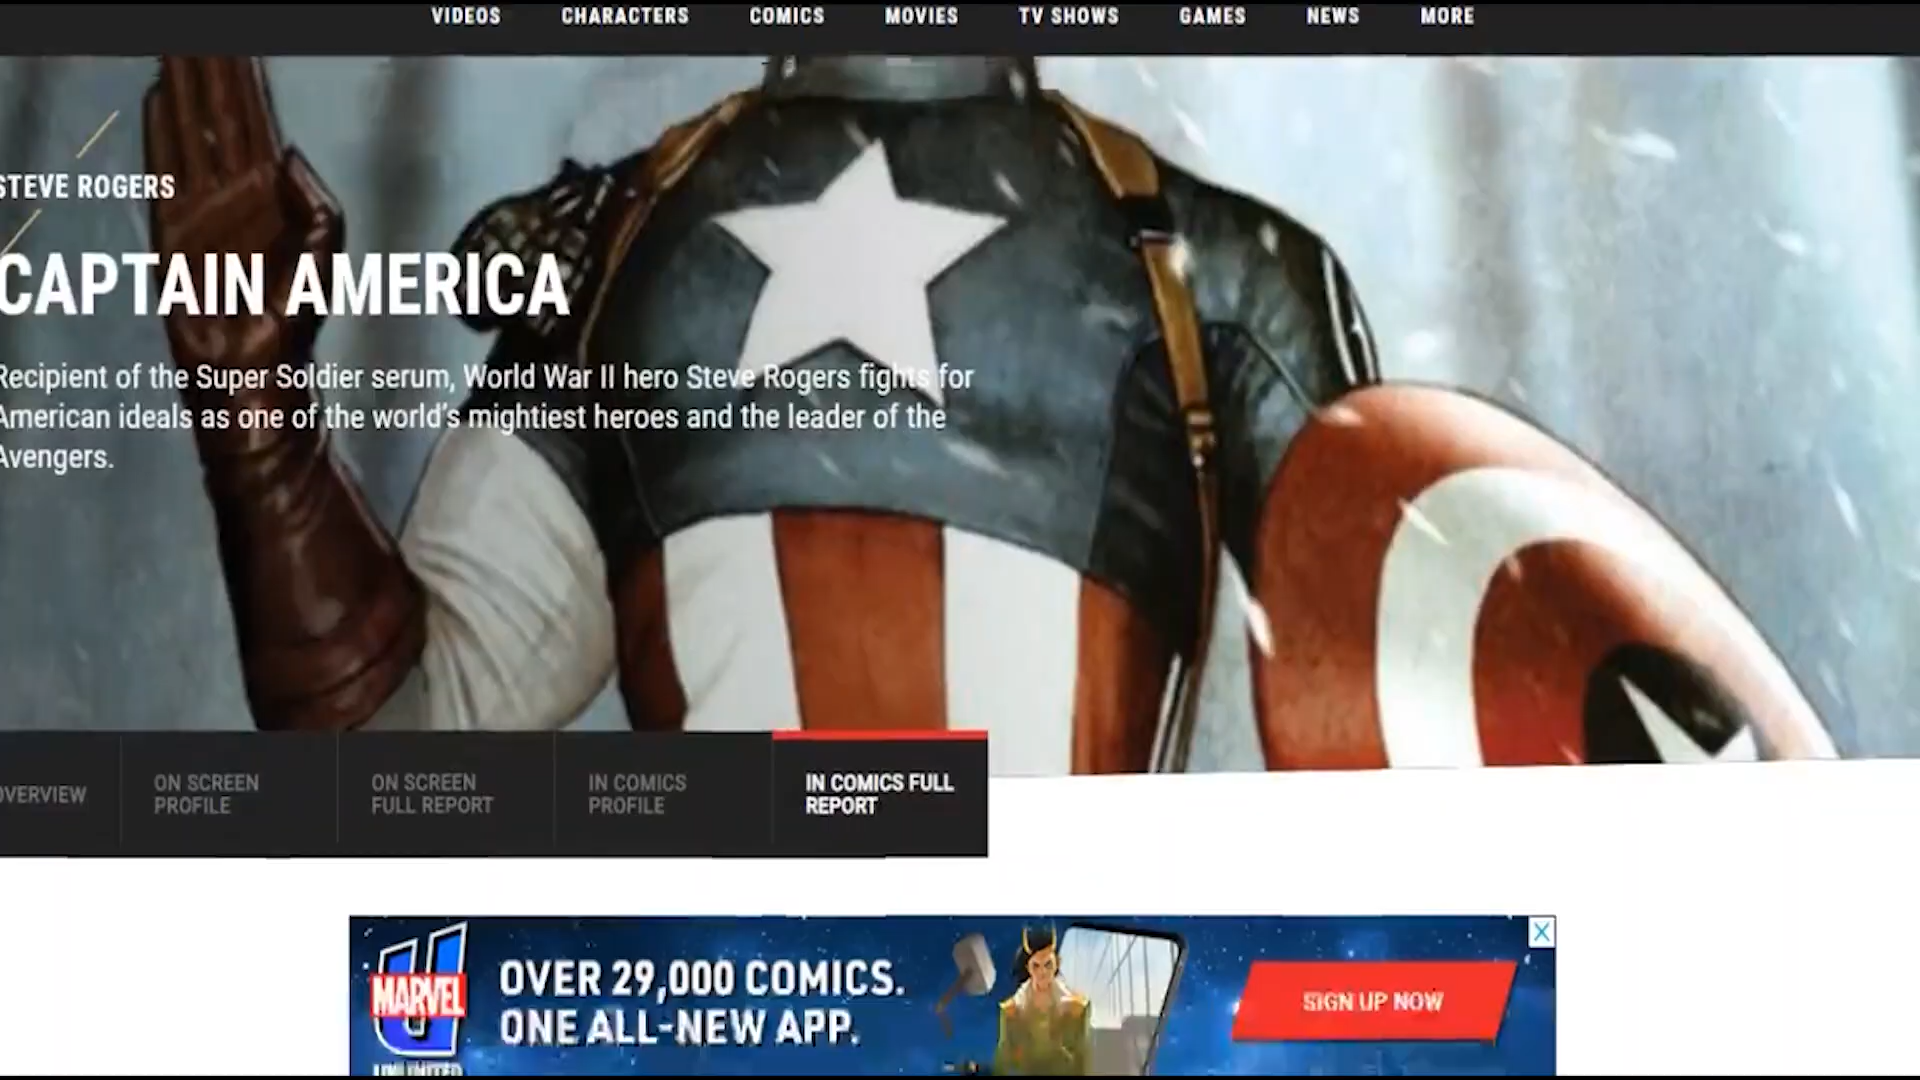 VIDEOS CHARACTERS COMICS MOVIES TV SHOWS GAMES NEWS MORE
STEVE ROGERS
CAPTAIN AMERICA
Recipient of the Super Soldier serum, World War II hero Steve Rogers fights for
American ideals as one of the world's mightiest heroes and the leader of the
Avengers.
OVERVIEW
ON SCREEN
PROFILE
ON SCREEN
FULL REPORT
IN COMICS
PROFILE
IN COMICS FULL
REPORT
MARVEL
UNLIMITED
OVER 29,000 COMICS.
ONE ALL-NEW APP.
SIGN UP NOW